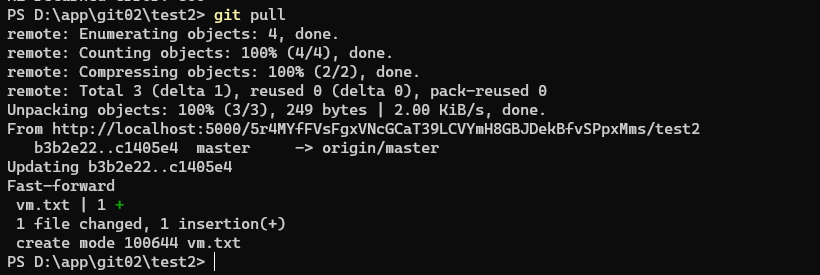 PS D:\app\git02\test2> git pull
remote: Enumerating objects: 4, done.
remote: Counting objects: 100% (4/4), done.
remote: Compressing objects: 100% (2/2), done.
remote: Total 3 (delta 1), reused 0 (delta 0), pack-reused 0
Unpacking objects: 100% (3/3), 249 bytes | 2.00 KiB/s, done.
From http://localhost:5000/5r4MYfFVsFgxVNcGCaT39LCVYmH8GBJDekBfvSPpxMms/test2
   b3b2e22..c1405e4  master     -> origin/master
Updating b3b2e22..c1405e4
Fast-forward
 vm.txt | 1 +
 1 file changed, 1 insertion(+)
 create mode 100644 vm.txt
PS D:\app\git02\test2>